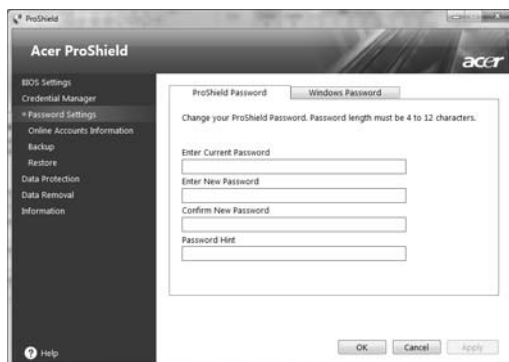 ProShield
Acer ProShield
acer
BIOS Settings
Credential Manager
Password Settings
Online Accounts Information
Backup
Restore
Data Protection
Data Removal
Information
Help
ProShield Password
Windows Password
Change your ProShield Password. Password length must be 4 to 12 characters.
Enter Current Password
Enter New Password
Confirm New Password
Password Hint
OK
Cancel
Apply